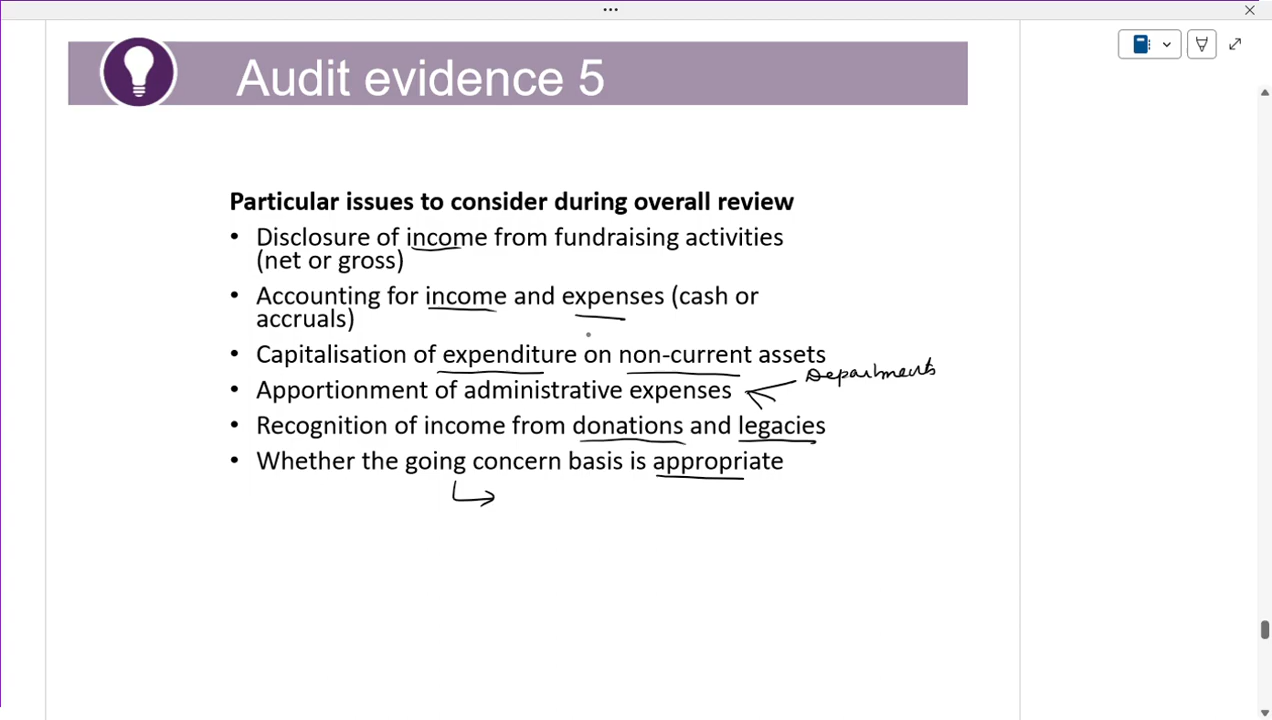 Audit evidence 5
Particular issues to consider during overall review
• Disclosure of income from fundraising activities
(net or gross)
• Accounting for income and expenses (cash or
accruals)
• Capitalisation of expenditure on non-current assets
Departments
• Apportionment of administrative expenses
• Recognition of income from donations and legacies
• Whether the going concern basis is appropriate